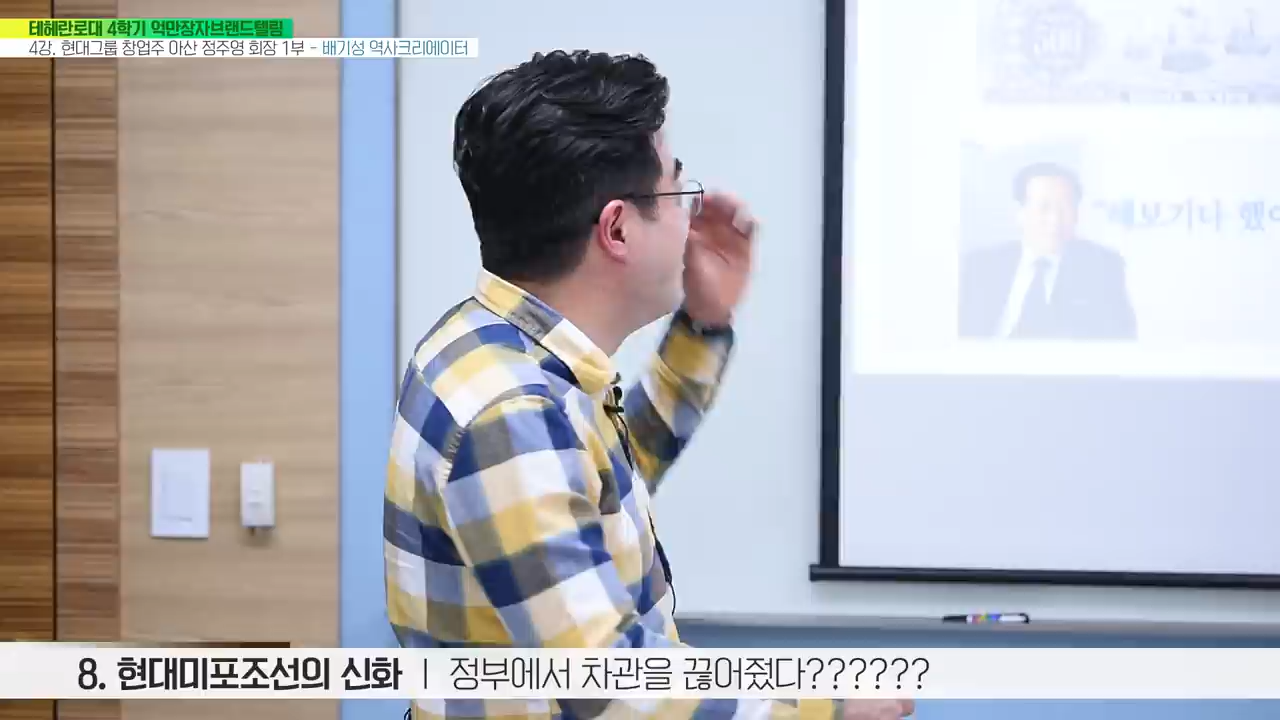 테헤란로대 4학기 억만장자브랜드텔링
4강. 현대그룹 창업주 아산 정주영 회장 1부 - 배기성 역사크리에이터
해보기나 했어
8. 현대미포조선의 신화 | 정부에서 차관을 끊어줬다??????